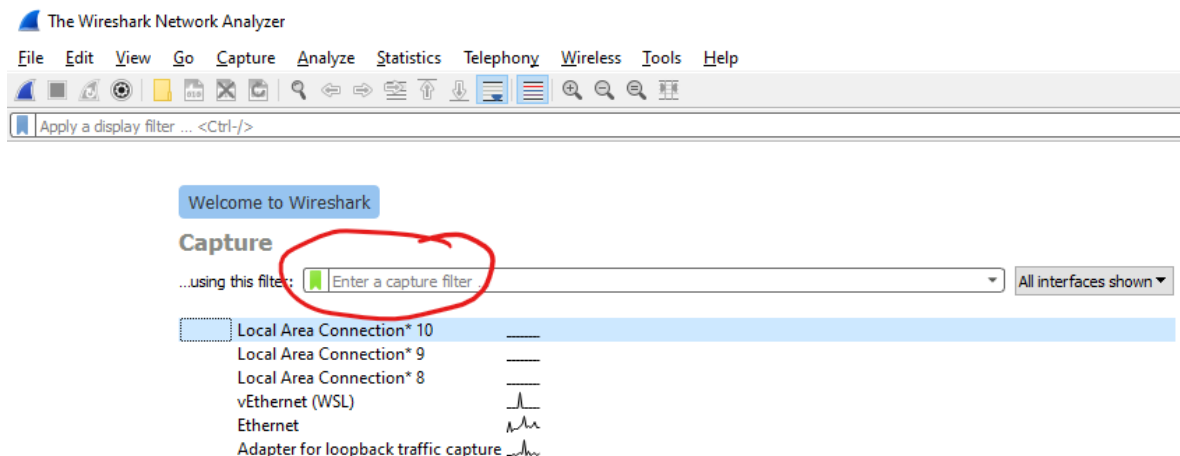 The Wireshark Network Analyzer
File Edit View Go Capture Analyze Statistics Telephony Wireless Tools Help
Apply a display filter ... <Ctrl-/>
Welcome to Wireshark
Capture
...using this filter: Enter a capture filter ... All interfaces shown
Local Area Connection* 10
Local Area Connection* 9
Local Area Connection* 8
vEthernet (WSL)
Ethernet
Adapter for loopback traffic capture